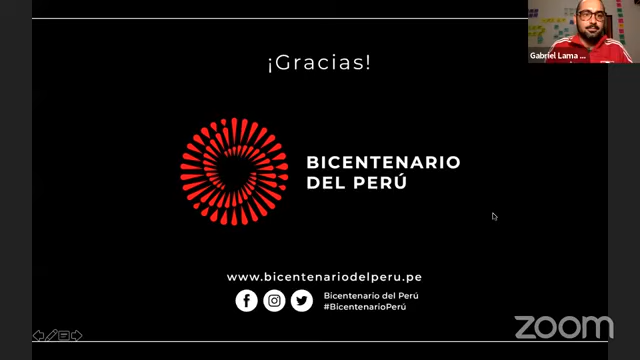 ¡Gracias!
Gabriel Lama ...
BICENTENARIO
DEL PERÚ
www.bicentenariodelperu.pe
Bicentenario del Perú
#BicentenarioPerú
zoom